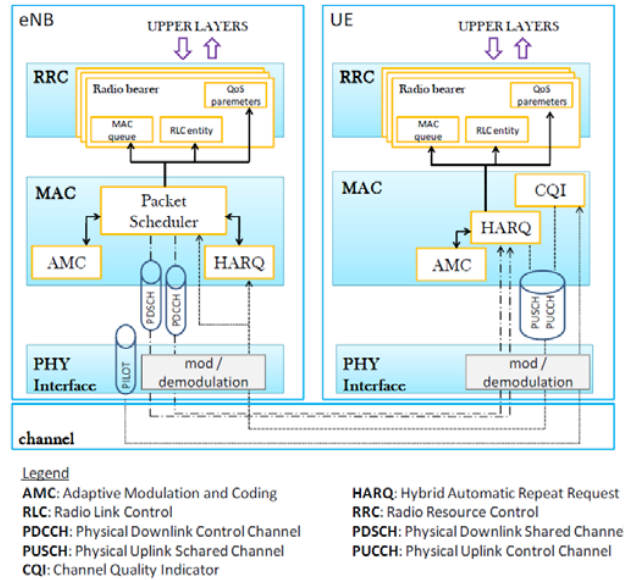 eNB
UPPER LAYERS
RRC
Radio bearer
QoS
paremeters
MAC
queue
RLC entity
MAC
Packet
Scheduler
AMC
HARQ
PDSCH
PDCCH
PILOT
PHY
Interface
mod /
demodulation
UE
UPPER LAYERS
RRC
Radio bearer
QoS
paremeters
MAC
queue
RLC entity
MAC
CQI
HARQ
AMC
PUSCH
PUCCH
PHY
Interface
mod /
demodulation
channel
Legend
AMC: Adaptive Modulation and Coding
RLC: Radio Link Control
PDCCH: Physical Downlink Control Channel
PUSCH: Physical Uplink Schared Channel
CQI: Channel Quality Indicator
HARQ: Hybrid Automatic Repeat Request
RRC: Radio Resource Control
PDSCH: Physical Downlink Shared Channe
PUCCH: Physical Uplink Control Channel